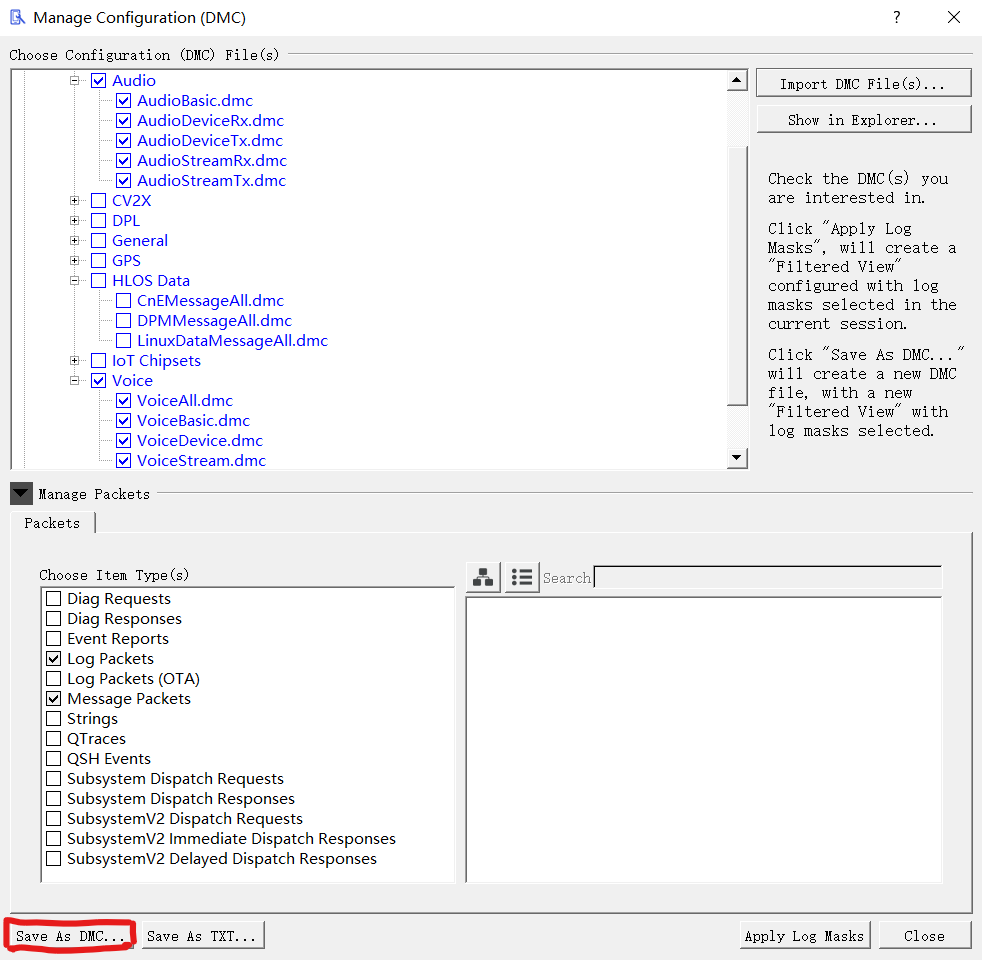 Manage Configuration (DMC)
?
Choose Configuration (DMC) File(s)
Audio
AudioBasic.dmc
AudioDeviceRx.dmc
AudioDeviceTx.dmc
AudioStreamRx.dmc
AudioStreamTx.dmc
CV2X
DPL
General
GPS
HLOS Data
CnEMessageAll.dmc
DPMMessageAll.dmc
LinuxDataMessageAll.dmc
IoT Chipsets
Voice
VoiceAll.dmc
VoiceBasic.dmc
VoiceDevice.dmc
VoiceStream.dmc
Import DMC File(s)...
Show in Explorer...
Check the DMC(s) you
are interested in.
Click "Apply Log
Masks", will create a
"Filtered View"
configured with log
masks selected in the
current session.
Click "Save As DMC..."
will create a new DMC
file, with a new
"Filtered View" with
log masks selected.
Manage Packets
Packets
Choose Item Type(s)
Diag Requests
Diag Responses
Event Reports
Log Packets
Log Packets (OTA)
Message Packets
Strings
QTraces
QSH Events
Subsystem Dispatch Requests
Subsystem Dispatch Responses
SubsystemV2 Dispatch Requests
SubsystemV2 Immediate Dispatch Responses
SubsystemV2 Delayed Dispatch Responses
Search
Save As DMC...
Save As TXT...
Apply Log Masks
Close